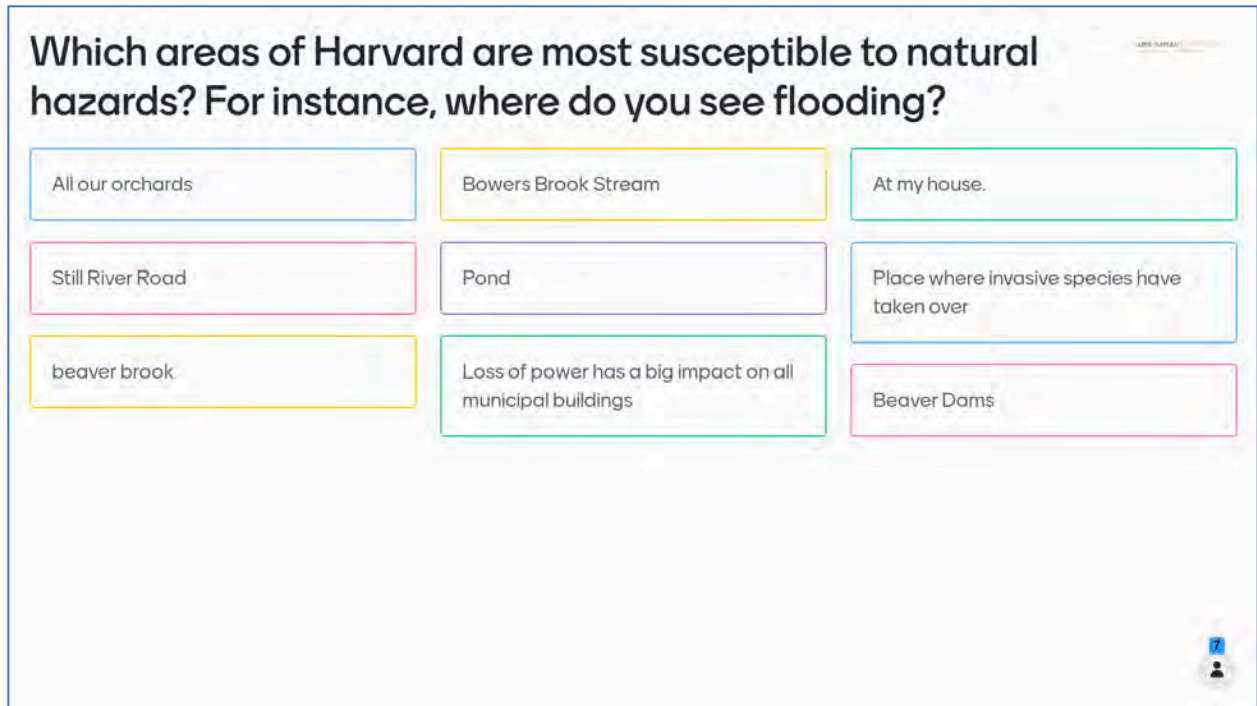 Which areas of Harvard are most susceptible to natural
hazards? For instance, where do you see flooding?
All our orchards
Bowers Brook Stream
At my house.
Still River Road
Pond
Place where invasive species have
taken over
beaver brook
Loss of power has a big impact on all
municipal buildings
Beaver Dams
7